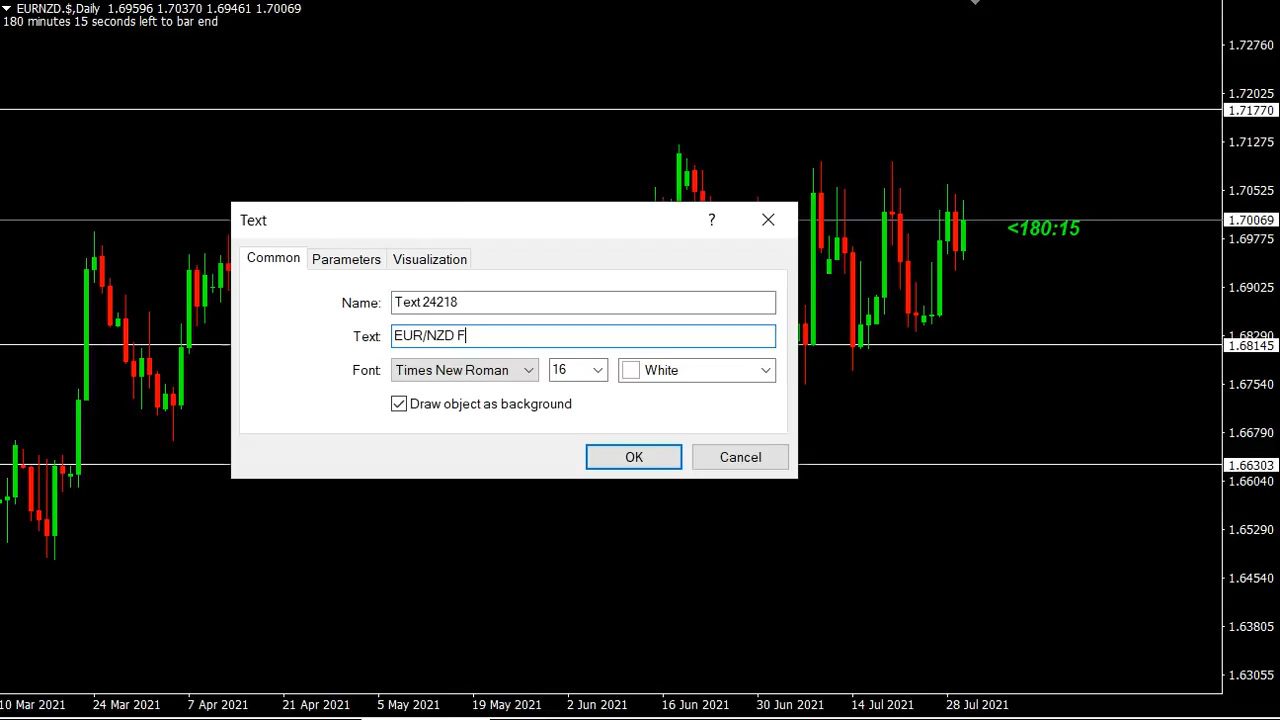 EURNZD.$,Daily 1.69596 1.70370 1.69461 1.70069
180 minutes 15 seconds left to bar end
1.72760
1.72025
1.71770
1.71275
1.70525
1.70069
<180:15
1.69775
1.69025
1.68290
1.68145
1.67540
1.66790
1.66303
1.66040
1.65290
1.64540
1.63805
1.63055
Text
?
Common Parameters Visualization
Name: Text 24218
Text: EUR/NZD F
Font: Times New Roman 16 White
Draw object as background
OK Cancel
10 Mar 2021 24 Mar 2021 7 Apr 2021 21 Apr 2021 5 May 2021 19 May 2021 2 Jun 2021 16 Jun 2021 30 Jun 2021 14 Jul 2021 28 Jul 2021